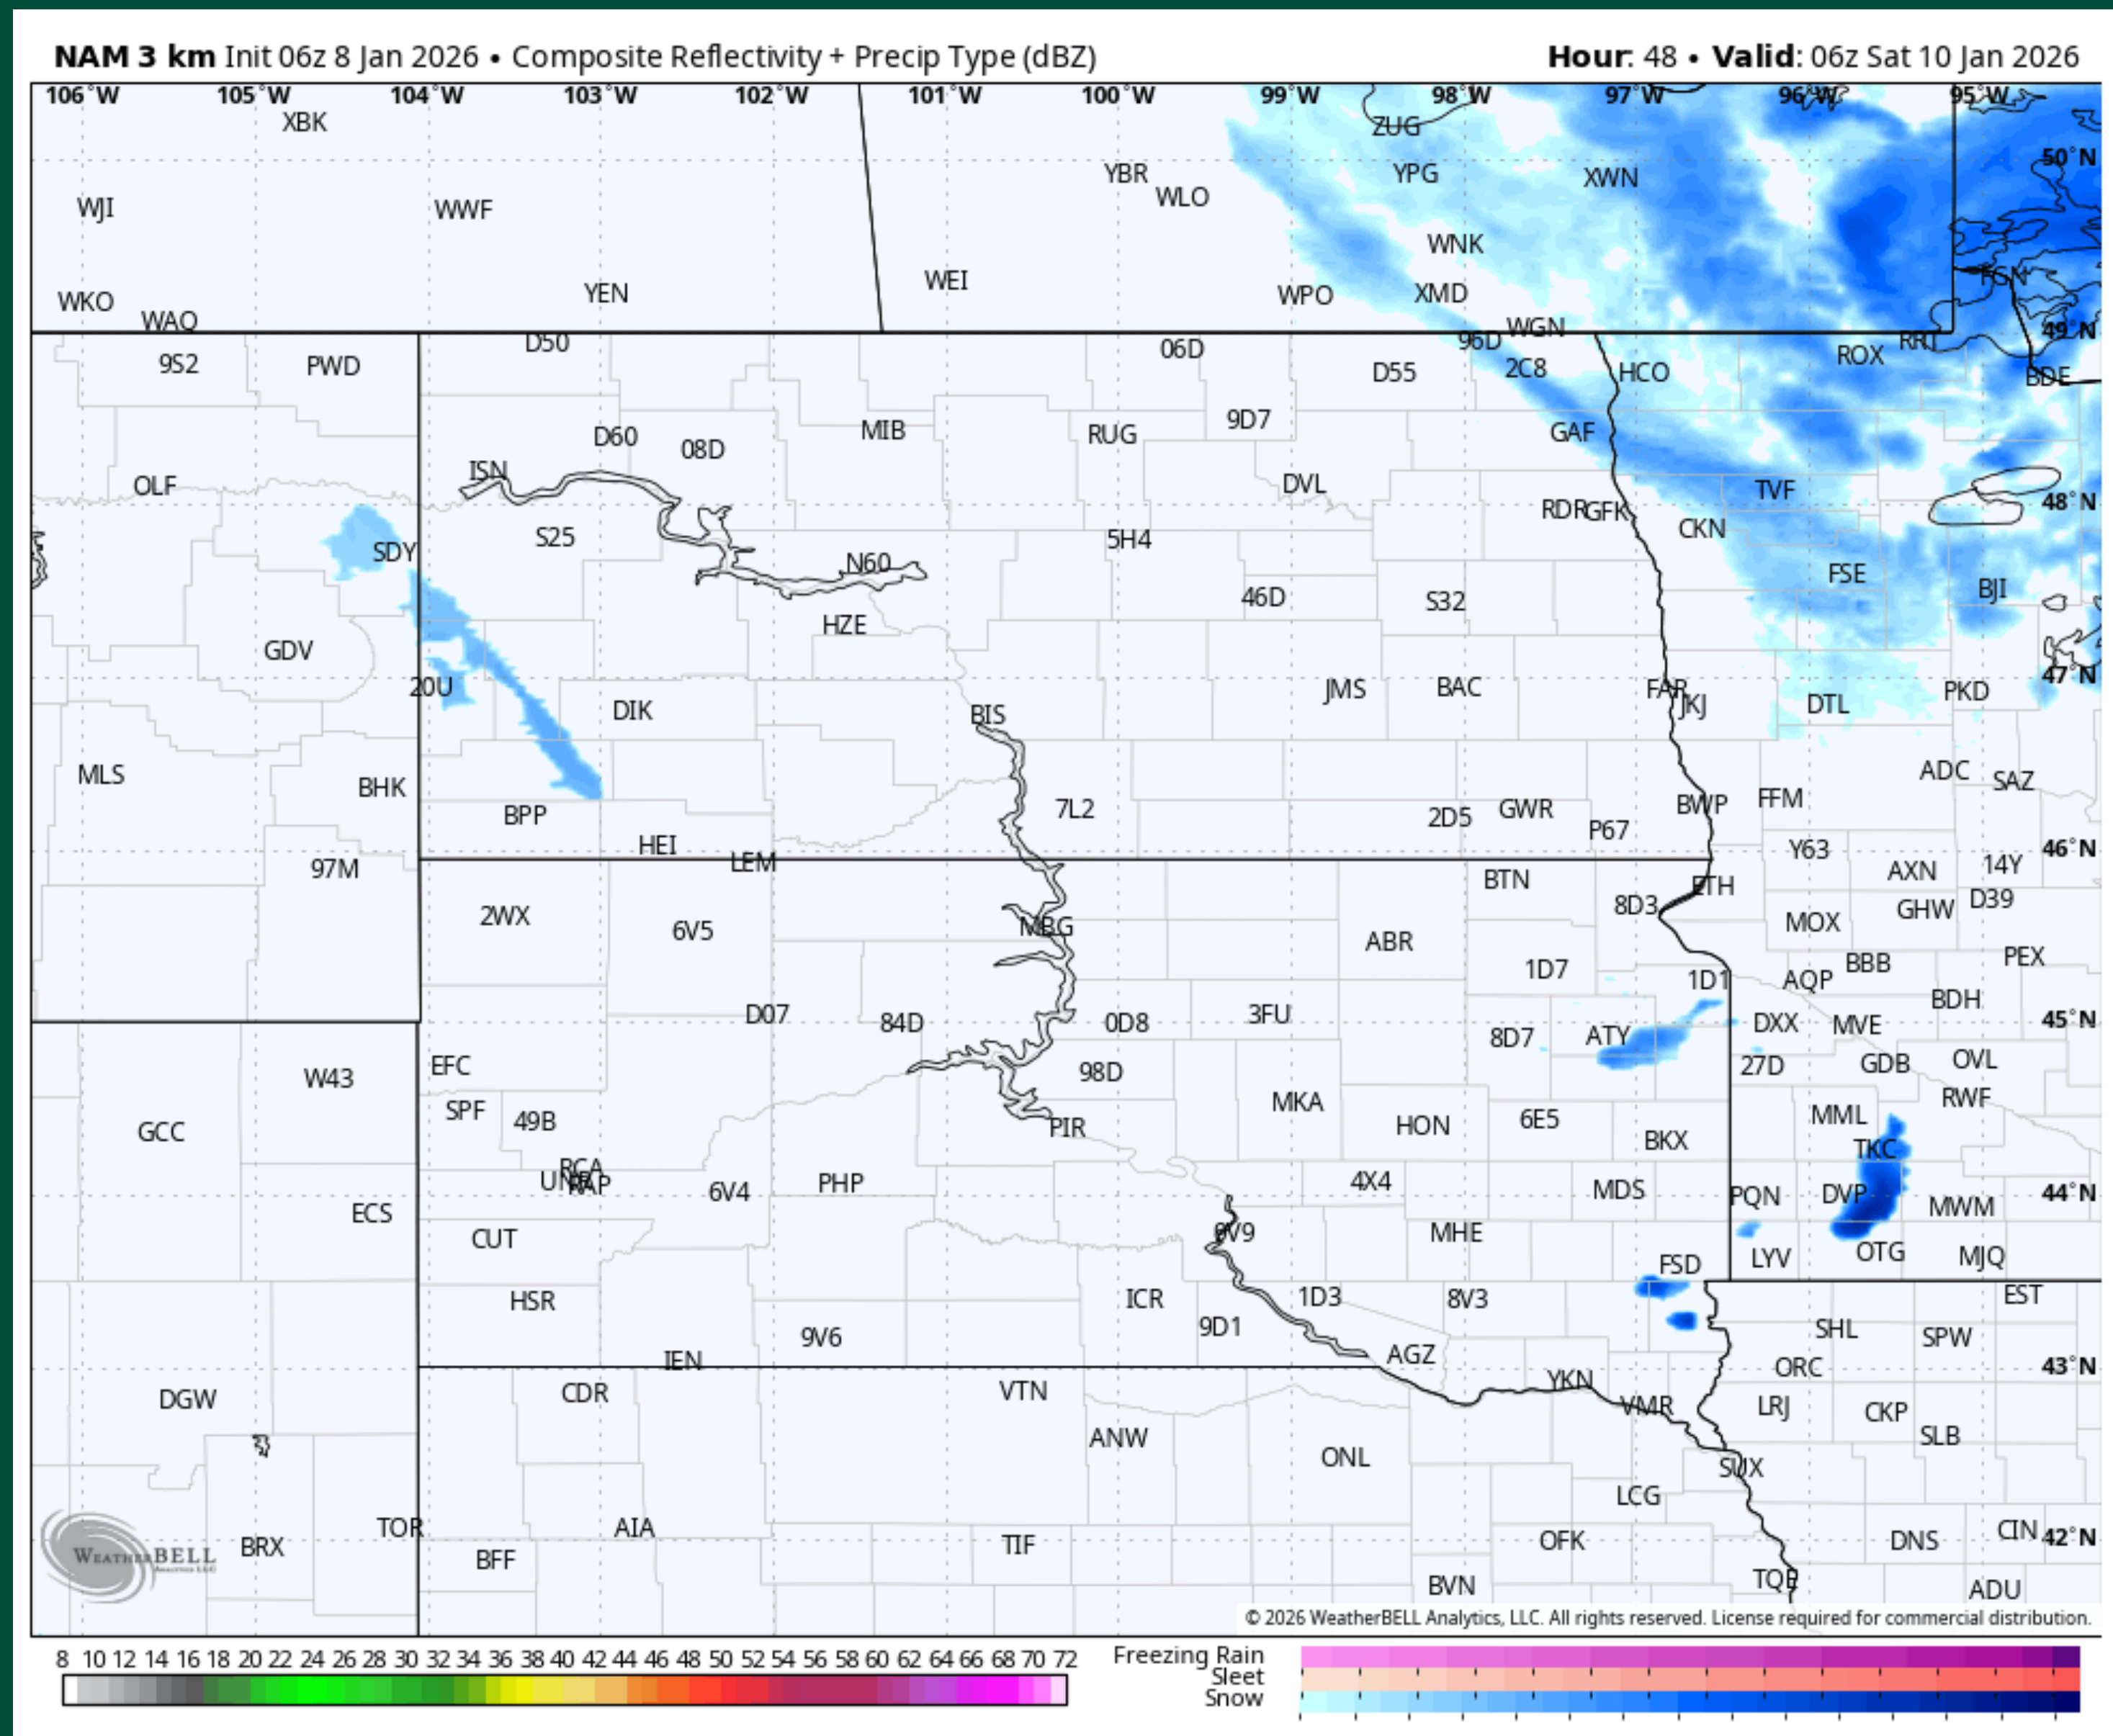 NAM 3 km Init 06z 8 Jan 2026 • Composite Reflectivity + Precip Type (dBZ) Hour: 48 • Valid: 06z Sat 10 Jan 2026
106°W 105°W 104°W 103°W 102°W 101°W 100°W 99°W 98°W 97°W 96°W 95°W
XBK ZUG
50°N
YBR YPG XWN
WJI WWF WLO
WNK
WEI FGN
WKO YEN WPO XMD
WAQ WGN 49°N
D50 06D 96D RRT
9S2 PWD D55 2C8 HCO ROX BDE
9D7
D60 08D MIB RUG GAF
ISN
OLF DVL TVF 48°N
RDR GFK
S25 5H4 CKN
SDY N60 FSE
46D S32 BJI
HZE
GDV
20U JMS BAC FAR PKD 47°N
DIK BIS JKJ DTL
MLS BHK ADC SAZ
BPP 7L2 2D5 GWR BWP FFM
P67
HEI LEM Y63 46°N
97M BTN ETH AXN 14Y
2WX 6V5 MBG 8D3 MOX GHW D39
ABR
1D7 1D1 AQP BBB PEX
D07 84D 0D8 3FU BDH
8D7 ATY DXX MVE 45°N
EFC W43 98D 27D GDB OVL
SPF 49B MKA MML RWF
GCC PIR HON 6E5 BKX TKC
RCA
RAP 6V4 PHP 4X4 MDS PQN DVP MWM 44°N
ECS CUT 9V9 MHE
FSD LYV OTG MJQ
HSR ICR 1D3 8V3 EST
9V6 9D1 SHL SPW
IEN AGZ ORC 43°N
DGW CDR VTN YKN VMR LRJ CKP
ANW ONL SLB
SUX
LCG
TOR AIA TIF OFK DNS CIN 42°N
WEATHERBELL BRX BFF
ANALYTICS LLC BVN TQE ADU
© 2026 WeatherBELL Analytics, LLC. All rights reserved. License required for commercial distribution.
8 10 12 14 16 18 20 22 24 26 28 30 32 34 36 38 40 42 44 46 48 50 52 54 56 58 60 62 64 66 68 70 72
Freezing Rain
Sleet
Snow